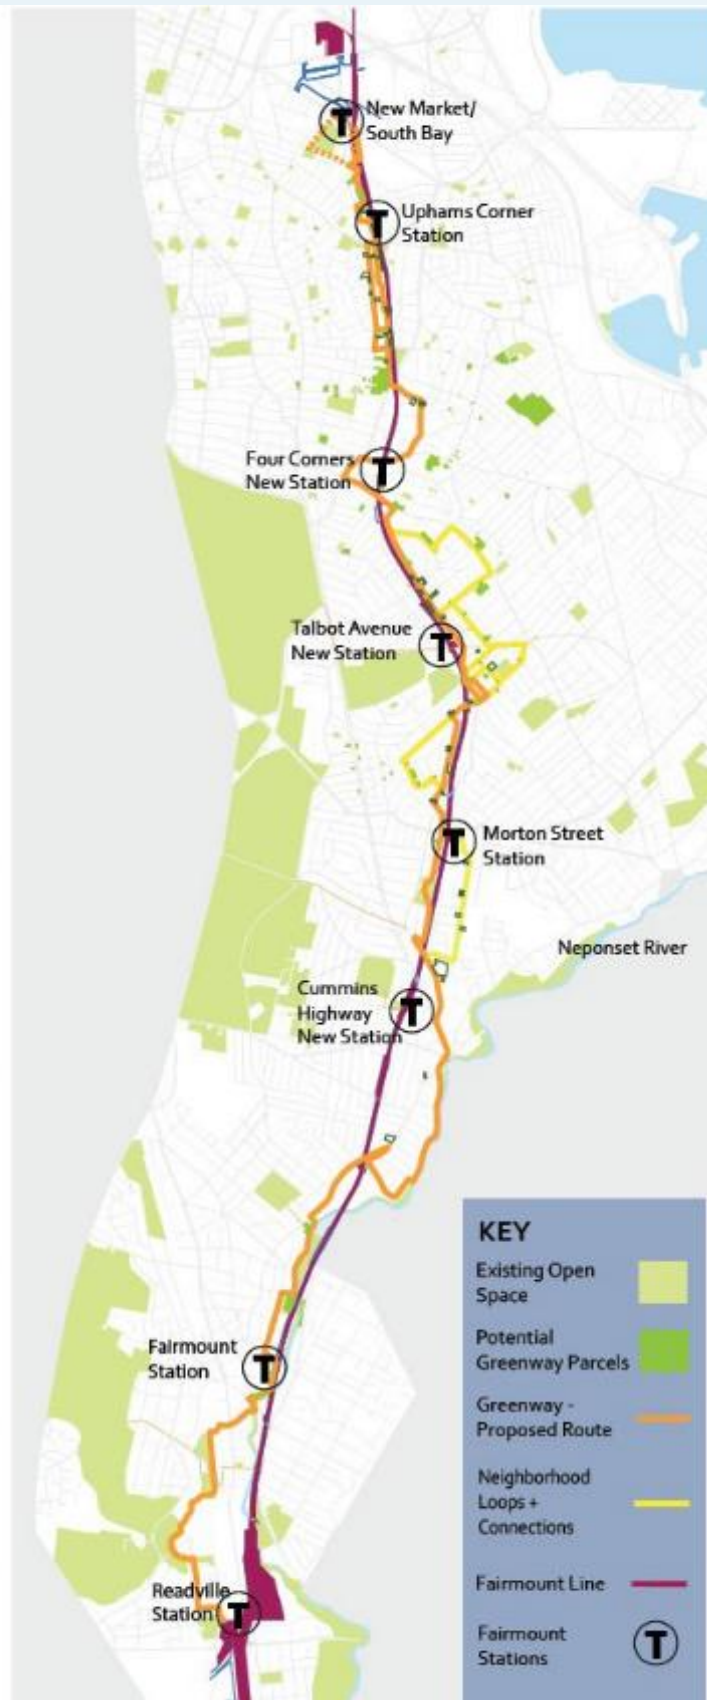 New Market/
South Bay
Uphams Corner
Station
Four Corners
New Station
Talbot Avenue
New Station
Morton Street
Station
Neponset River
Cummins
Highway
New Station
Fairmount
Station
Readville
Station
KEY
Existing Open
Space
Potential
Greenway Parcels
Greenway -
Proposed Route
Neighborhood
Loops +
Connections
Fairmount Line
Fairmount
Stations
T
T
T
T
T
T
T
T
T